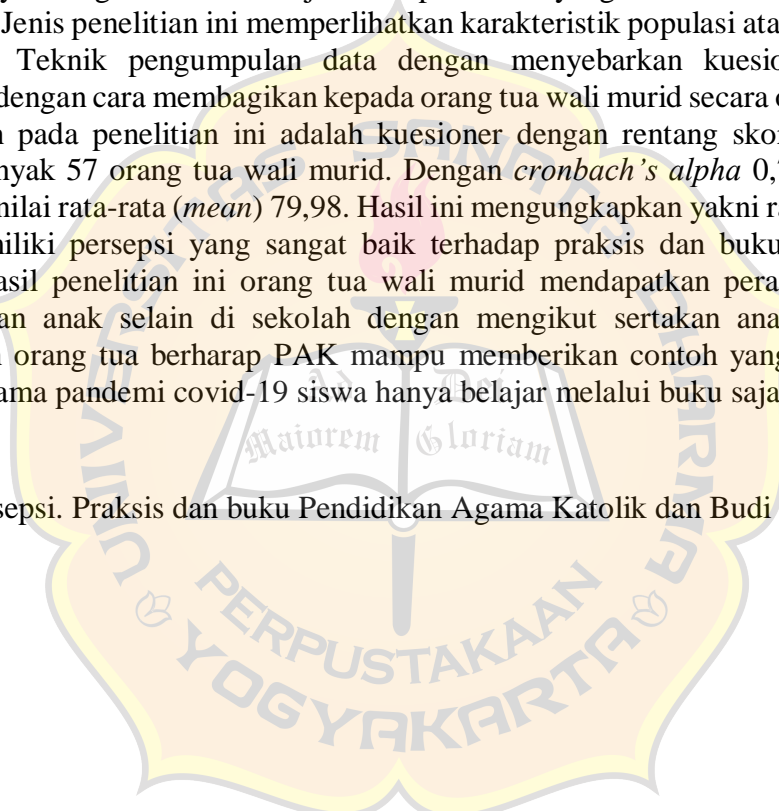 Jenis penelitian ini memperlihatkan karakteristik populasi ata
Teknik pengumpulan data dengan menyebarkan kuesio
dengan cara membagikan kepada orang tua wali murid secara
pada penelitian ini adalah kuesioner dengan rentang sko
nyak 57 orang tua wali murid. Dengan cronbach's alpha 0,
nilai rata-rata (mean) 79,98. Hasil ini mengungkapkan yakni ra
miliki persepsi yang sangat baik terhadap praksis dan buku
asil penelitian ini orang tua wali murid mendapatkan pera
an anak selain di sekolah dengan mengikut sertakan ana
orang tua berharap PAK mampu memberikan contoh yang
ama pandemi covid-19 siswa hanya belajar melalui buku saja
sepsi. Praksis dan buku Pendidikan Agama Katolik dan Budi
UNIVERSITAS SANATA DHARMA
Ad Dei
Maiorem Gloriam
PERPUSTAKAAN
YOGYAKARTA